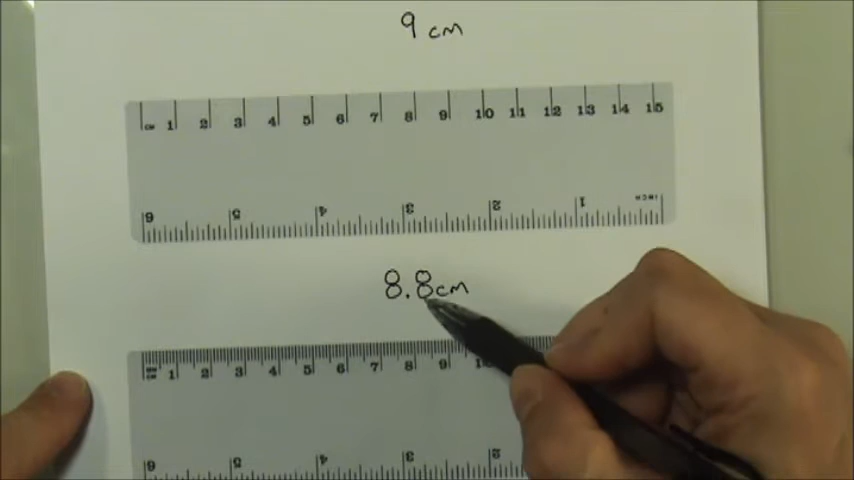 9 cm
cm 1 2 3 4 5 6 7 8 9 10 11 12 13 14 15
6 5 4 3 2 1 INCH
8.8cm
1 2 3 4 5 6 7 8 9
6 5 4 3 2